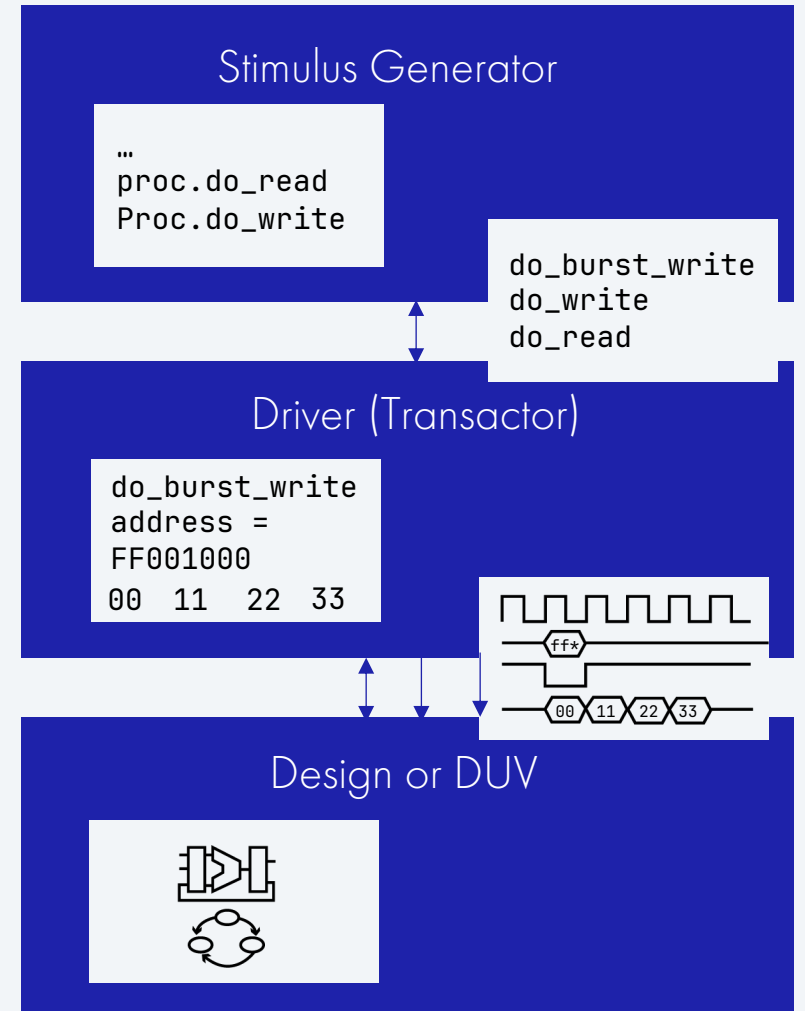 Stimulus Generator
…
proc.do_read
Proc.do_write
do_burst_write
do_write
do_read
Driver (Transactor)
do_burst_write
address =
FF001000
00 11 22 33
ff*
00 11 22 33
Design or DUV